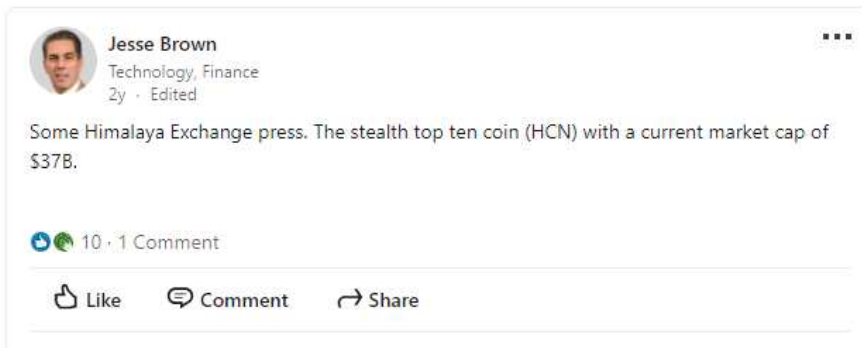 Jesse Brown
Technology, Finance
2y · Edited
Some Himalaya Exchange press. The stealth top ten coin (HCN) with a current market cap of
$37B.
10 · 1 Comment
Like Comment Share